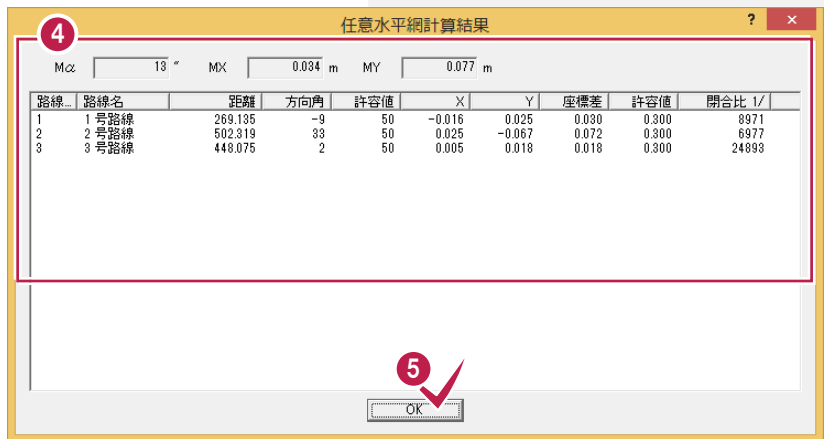 任意水平網計算結果 ? ×
4
Mα 13 ″ MX 0.034 m MY 0.077 m
路線... 路線名 距離 方向角 許容値 X Y 座標差 許容値 閉合比 1/
1 1号路線 269.135 -9 50 -0.016 0.025 0.030 0.300 8971
2 2号路線 502.319 33 50 0.025 -0.067 0.072 0.300 6977
3 3号路線 448.075 2 50 0.005 0.018 0.018 0.300 24893
5
OK